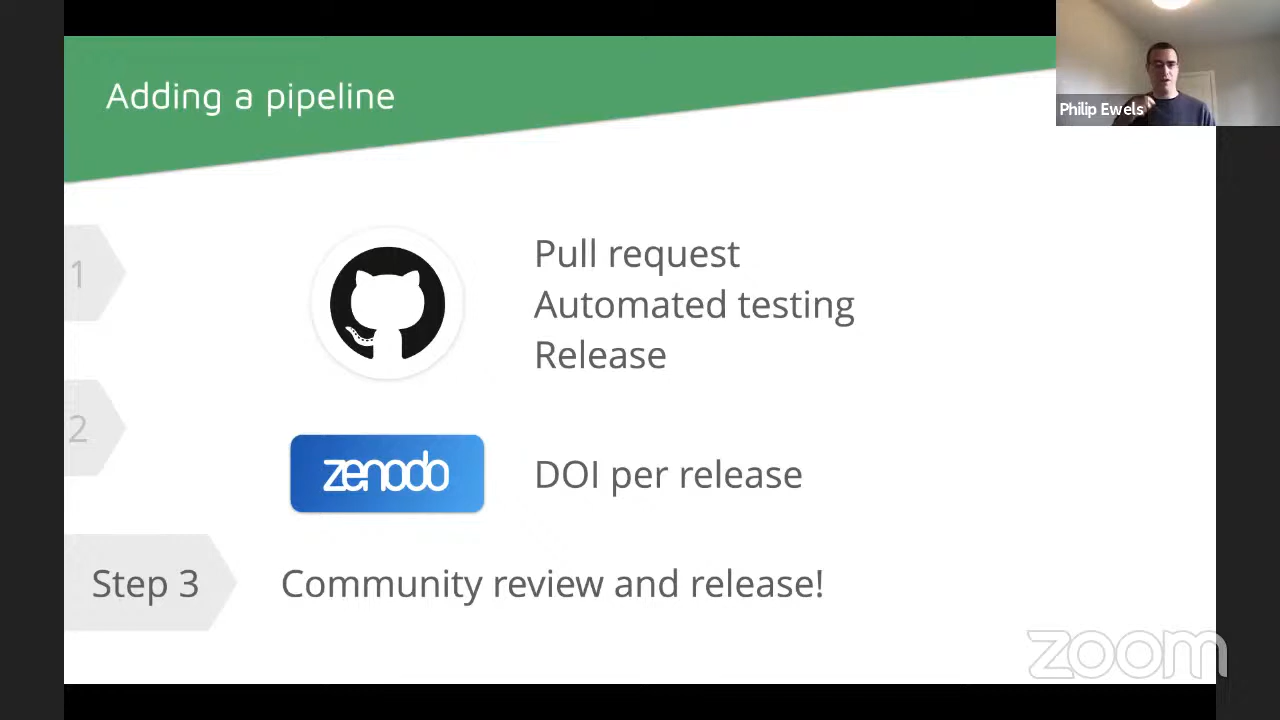 Adding a pipeline
Philip Ewels
1
Pull request
Automated testing
Release
2
zenodo
DOI per release
Step 3
Community review and release!
zoom